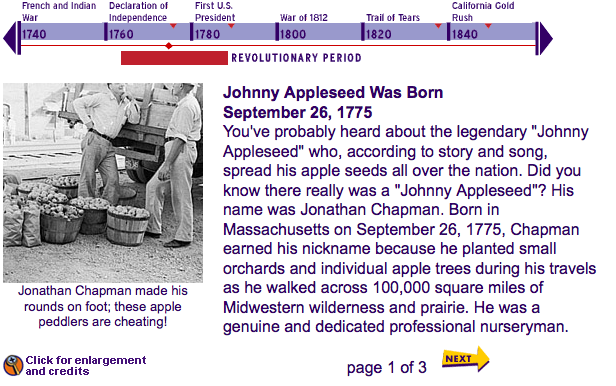 French and Indian War
Declaration of Independence
First U.S. President
War of 1812
Trail of Tears
California Gold Rush
1740
1760
1780
1800
1820
1840
REVOLUTIONARY PERIOD
Johnny Appleseed Was Born
September 26, 1775
You've probably heard about the legendary "Johnny
Appleseed" who, according to story and song,
spread his apple seeds all over the nation. Did you
know there really was a "Johnny Appleseed"? His
name was Jonathan Chapman. Born in
Massachusetts on September 26, 1775, Chapman
earned his nickname because he planted small
orchards and individual apple trees during his travels
as he walked across 100,000 square miles of
Midwestern wilderness and prairie. He was a
genuine and dedicated professional nurseryman.
Jonathan Chapman made his
rounds on foot; these apple
peddlers are cheating!
Click for enlargement
and credits
page 1 of 3
NEXT